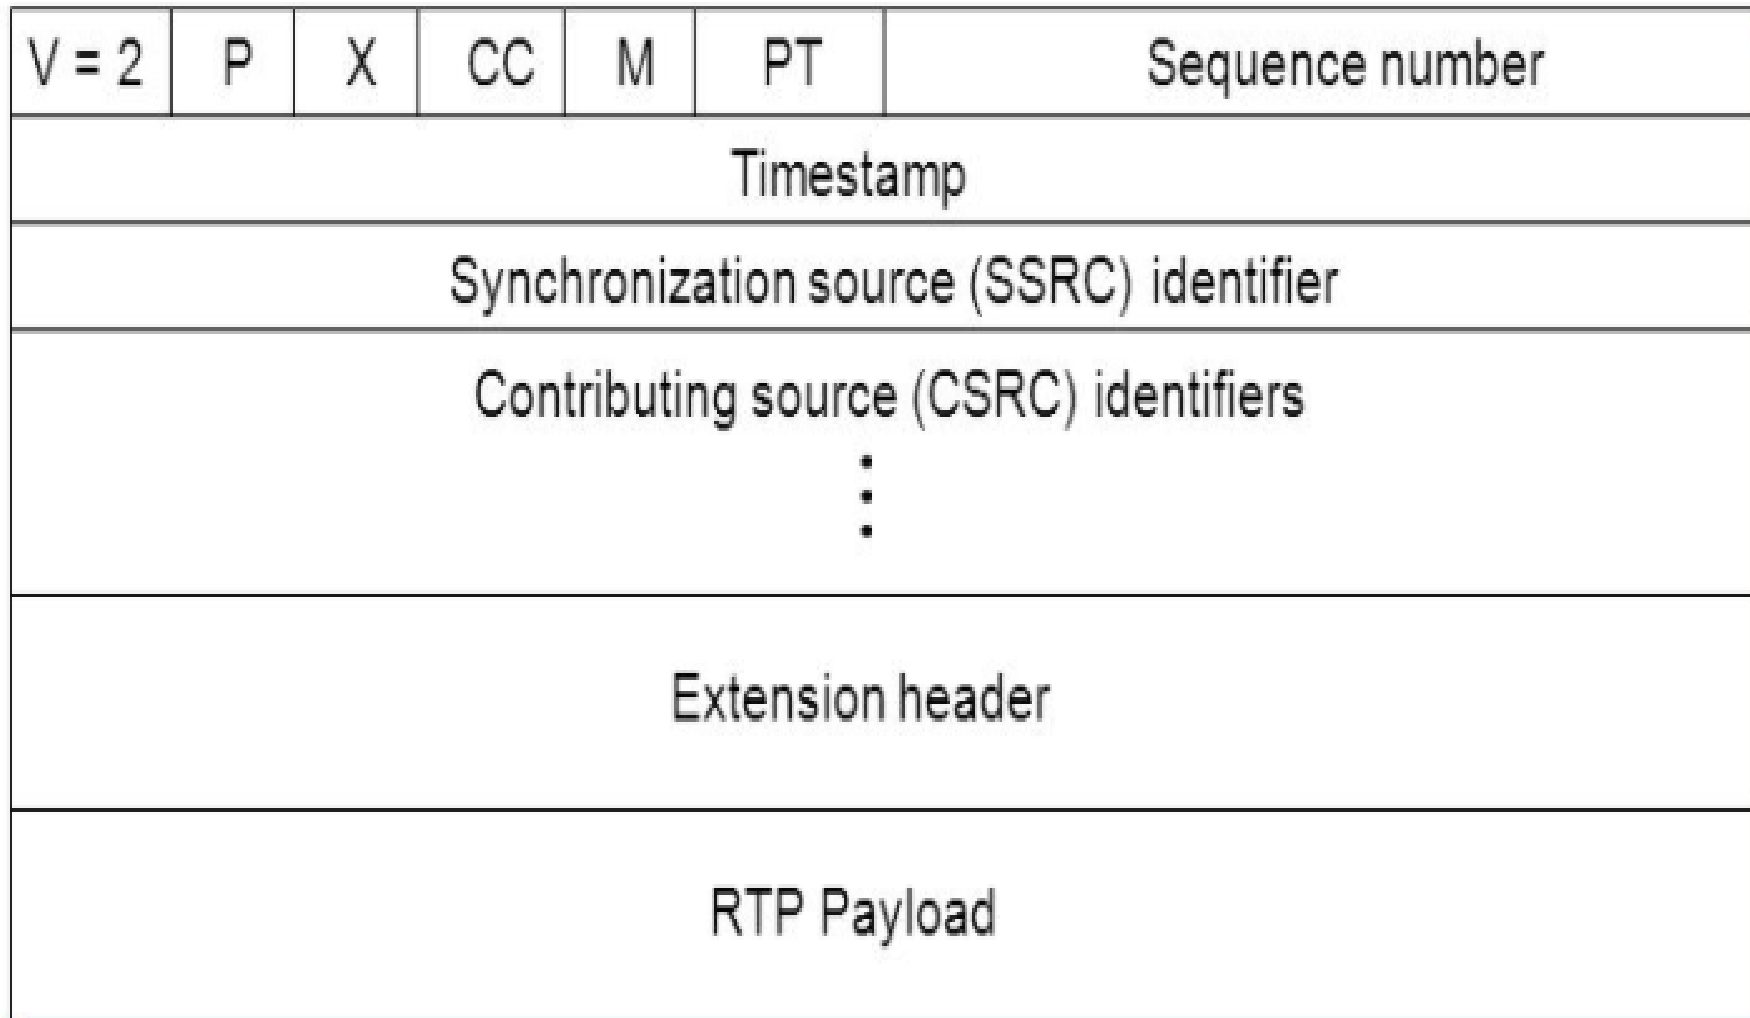 V = 2 P X CC M PT Sequence number
Timestamp
Synchronization source (SSRC) identifier
Contributing source (CSRC) identifiers
Extension header
RTP Payload